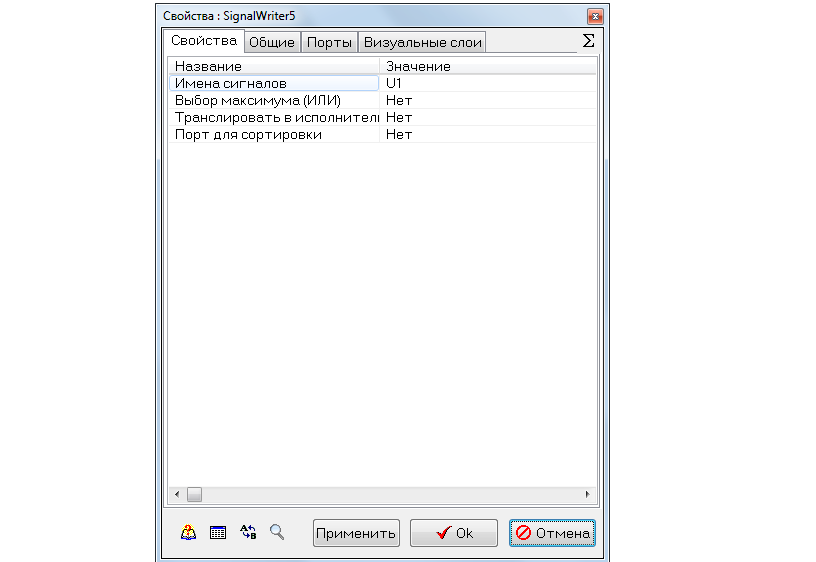 Свойства : SignalWriter5
Свойства Общие Порты Визуальные слои Σ
Название Значение
Имена сигналов U1
Выбор максимума (ИЛИ) Нет
Транслировать в исполнител Нет
Порт для сортировки Нет
Применить Ok Отмена